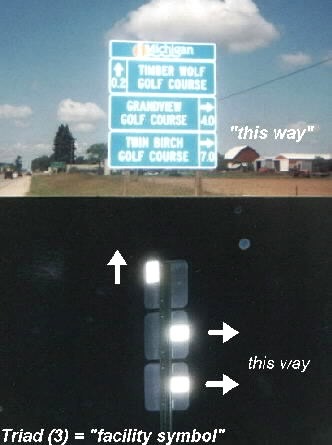 Michigan
TIMBER WOLF
0.2 GOLF COURSE
GRANDVIEW
GOLF COURSE 4.0
TWIN BIRCH
GOLF COURSE 7.0
"this way"
this way
Triad (3) = "facility symbol"